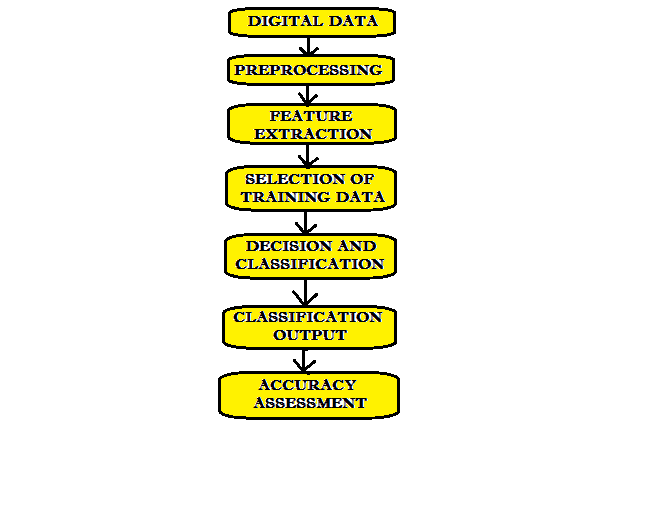 DIGITAL DATA
PREPROCESSING
FEATURE
EXTRACTION
SELECTION OF
TRAINING DATA
DECISION AND
CLASSIFICATION
CLASSIFICATION
OUTPUT
ACCURACY
ASSESSMENT